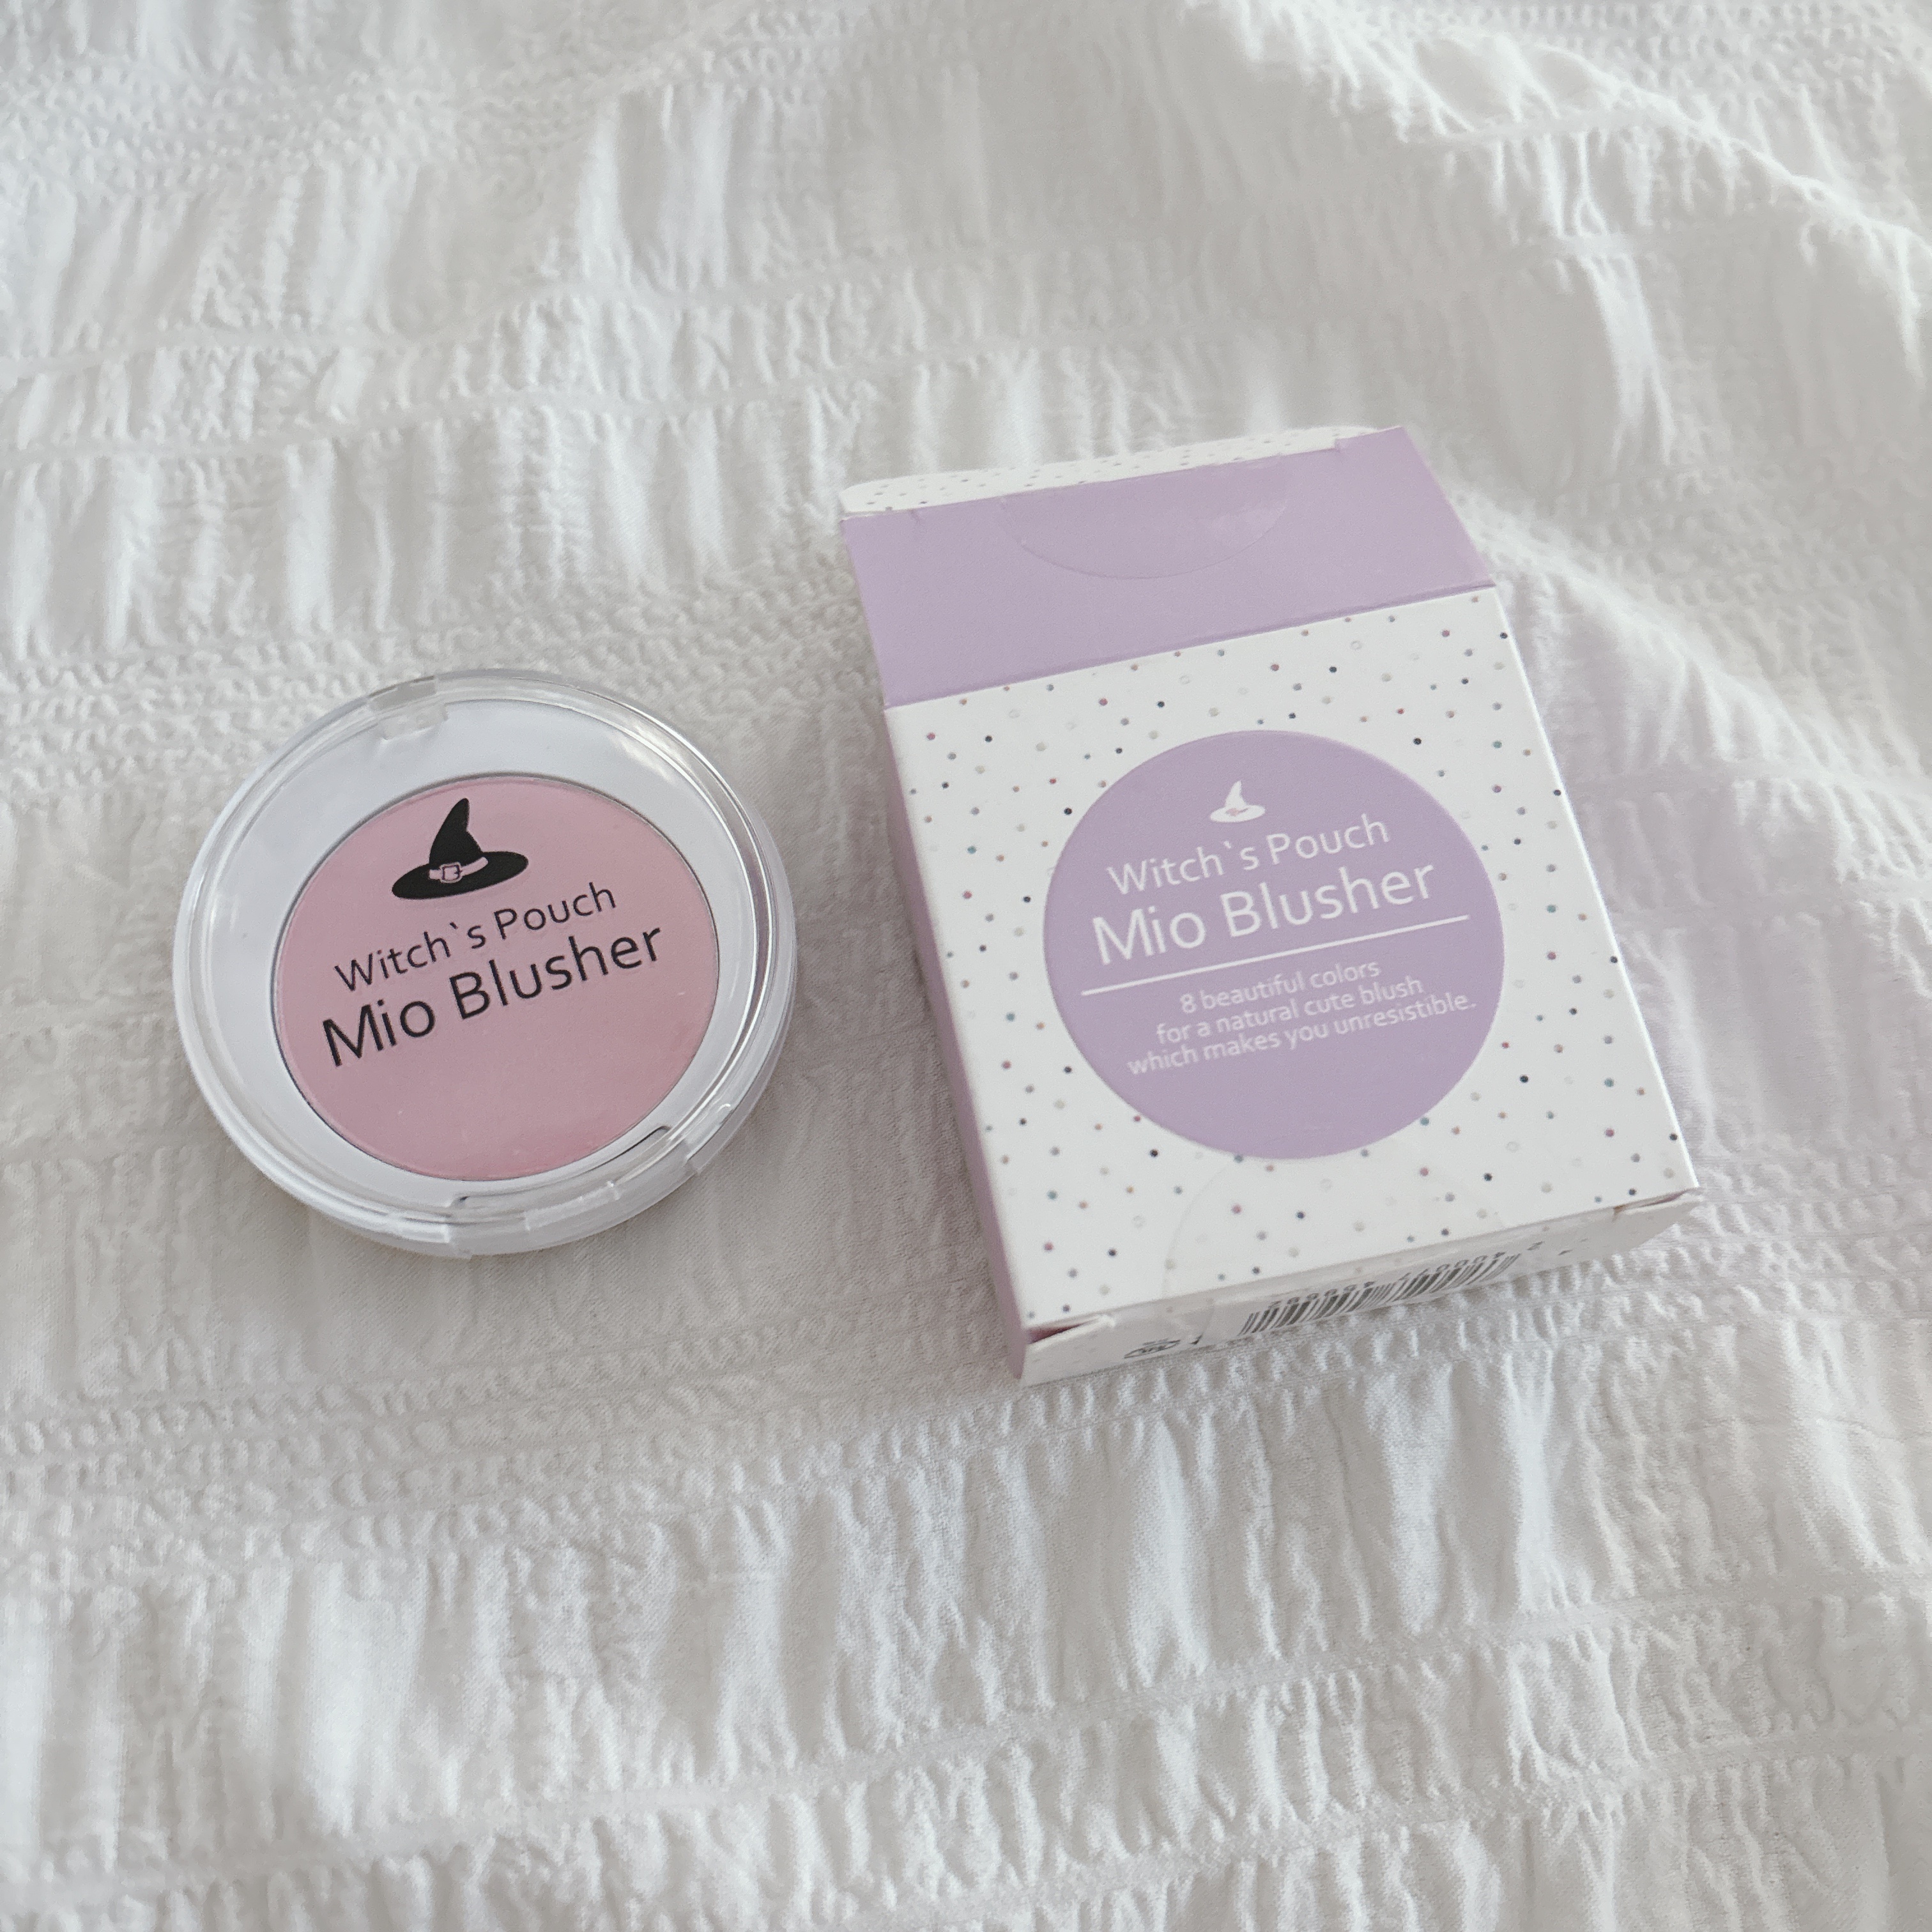 Witch`s Pouch
Mio Blusher
Witch`s Pouch
Mio Blusher
8 beautiful colors
for a natural cute blush
which makes you unresistible.